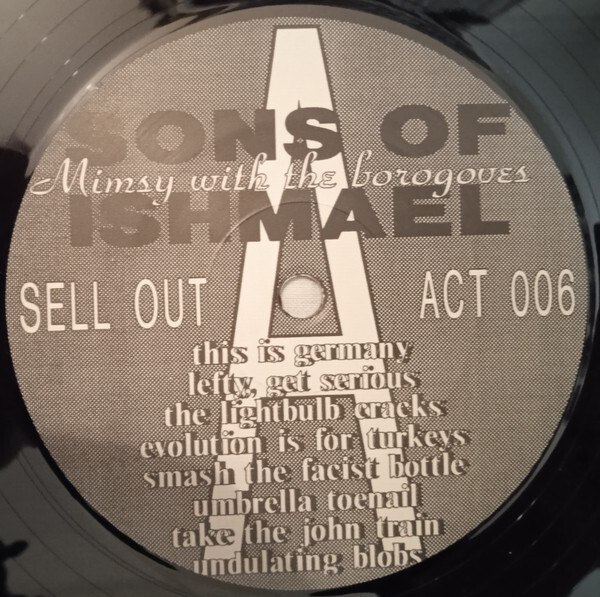 SONS OF
Mimsy with the borogoves
ISHMAEL
SELL OUT ACT 006
this is germany
lefty, get serious
the lightbulb cracks
evolution is for turkeys
smash the facist bottle
umbrella toenail
take the john train
undulating blobs
A